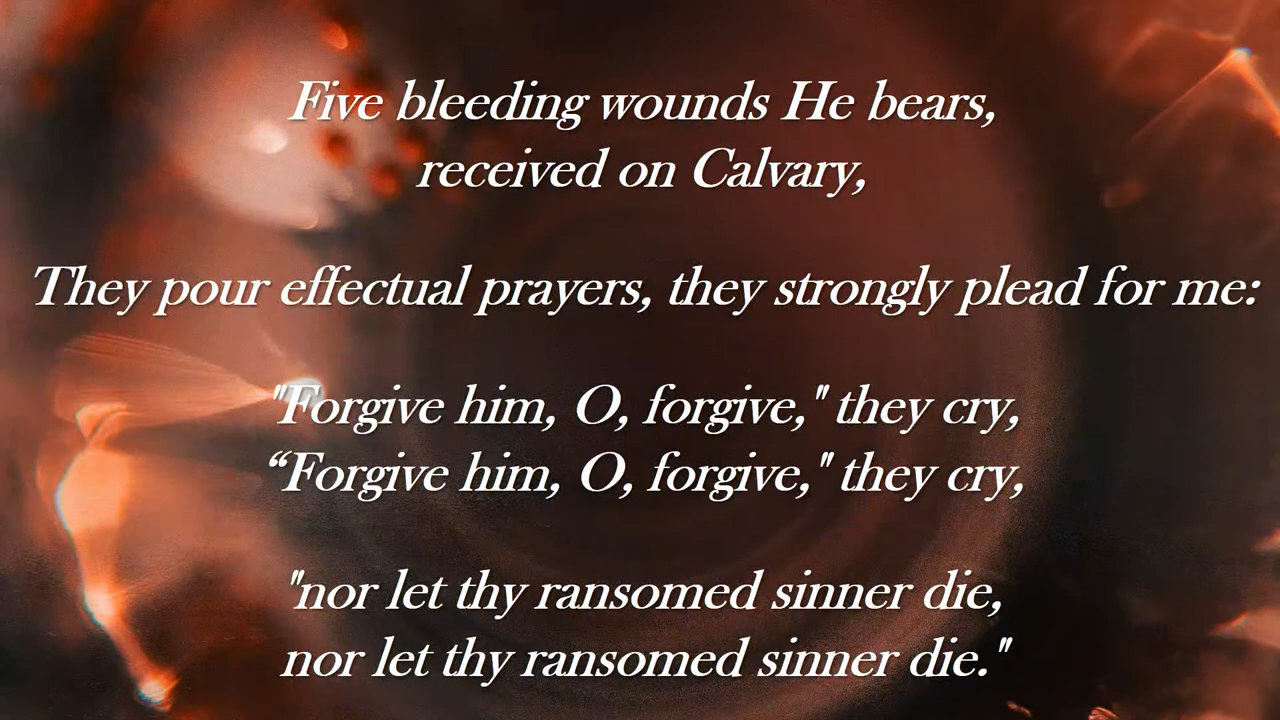 Five bleeding wounds He bears,
received on Calvary,
They pour effectual prayers, they strongly plead for me:
"Forgive him, O, forgive," they cry,
“Forgive him, O, forgive," they cry,
"nor let thy ransomed sinner die,
nor let thy ransomed sinner die."